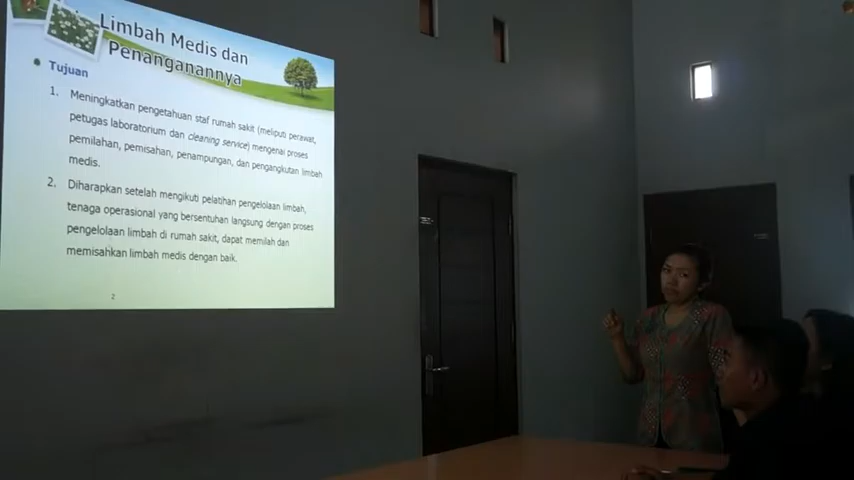 Limbah Medis dan
Penanganannya
Tujuan
1. Meningkatkan pengetahuan staf rumah sakit (meliputi perawat,
petugas laboratorium dan cleaning service) mengenai proses
pemilahan, pemisahan, penampungan, dan pengangkutan limbah
medis.
2. Diharapkan setelah mengikuti pelatihan pengelolaan limbah,
tenaga operasional yang bersentuhan langsung dengan proses
pengelolaan limbah di rumah sakit, dapat memilah dan
memisahkan limbah medis dengan baik.
2